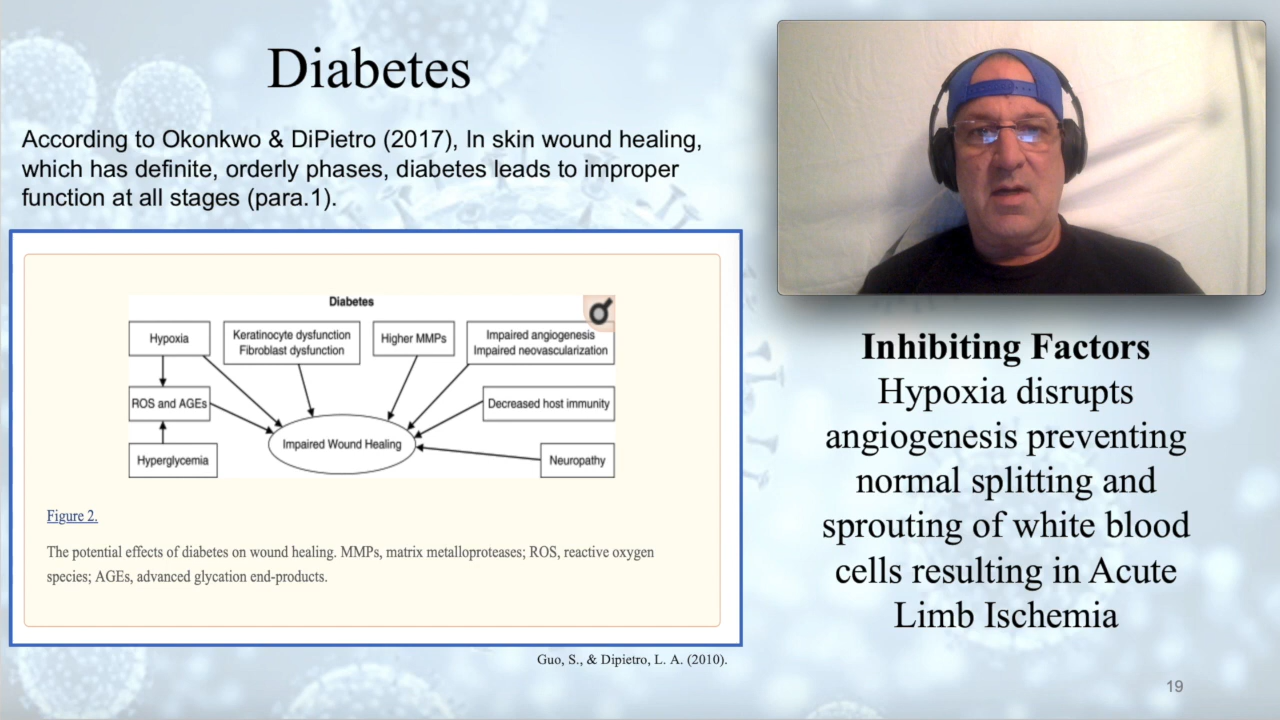 Diabetes
According to Okonkwo & DiPietro (2017), In skin wound healing,
which has definite, orderly phases, diabetes leads to improper
function at all stages (para.1).
Diabetes
Hypoxia
Keratinocyte dysfunction
Fibroblast dysfunction
Higher MMPs
Impaired angiogenesis
Impaired neovascularization
ROS and AGEs
Decreased host immunity
Impaired Wound Healing
Hyperglycemia
Neuropathy
Figure 2.
The potential effects of diabetes on wound healing. MMPs, matrix metalloproteases; ROS, reactive oxygen
species; AGEs, advanced glycation end-products.
Guo, S., & Dipietro, L. A. (2010).
Inhibiting Factors
Hypoxia disrupts
angiogenesis preventing
normal splitting and
sprouting of white blood
cells resulting in Acute
Limb Ischemia
19